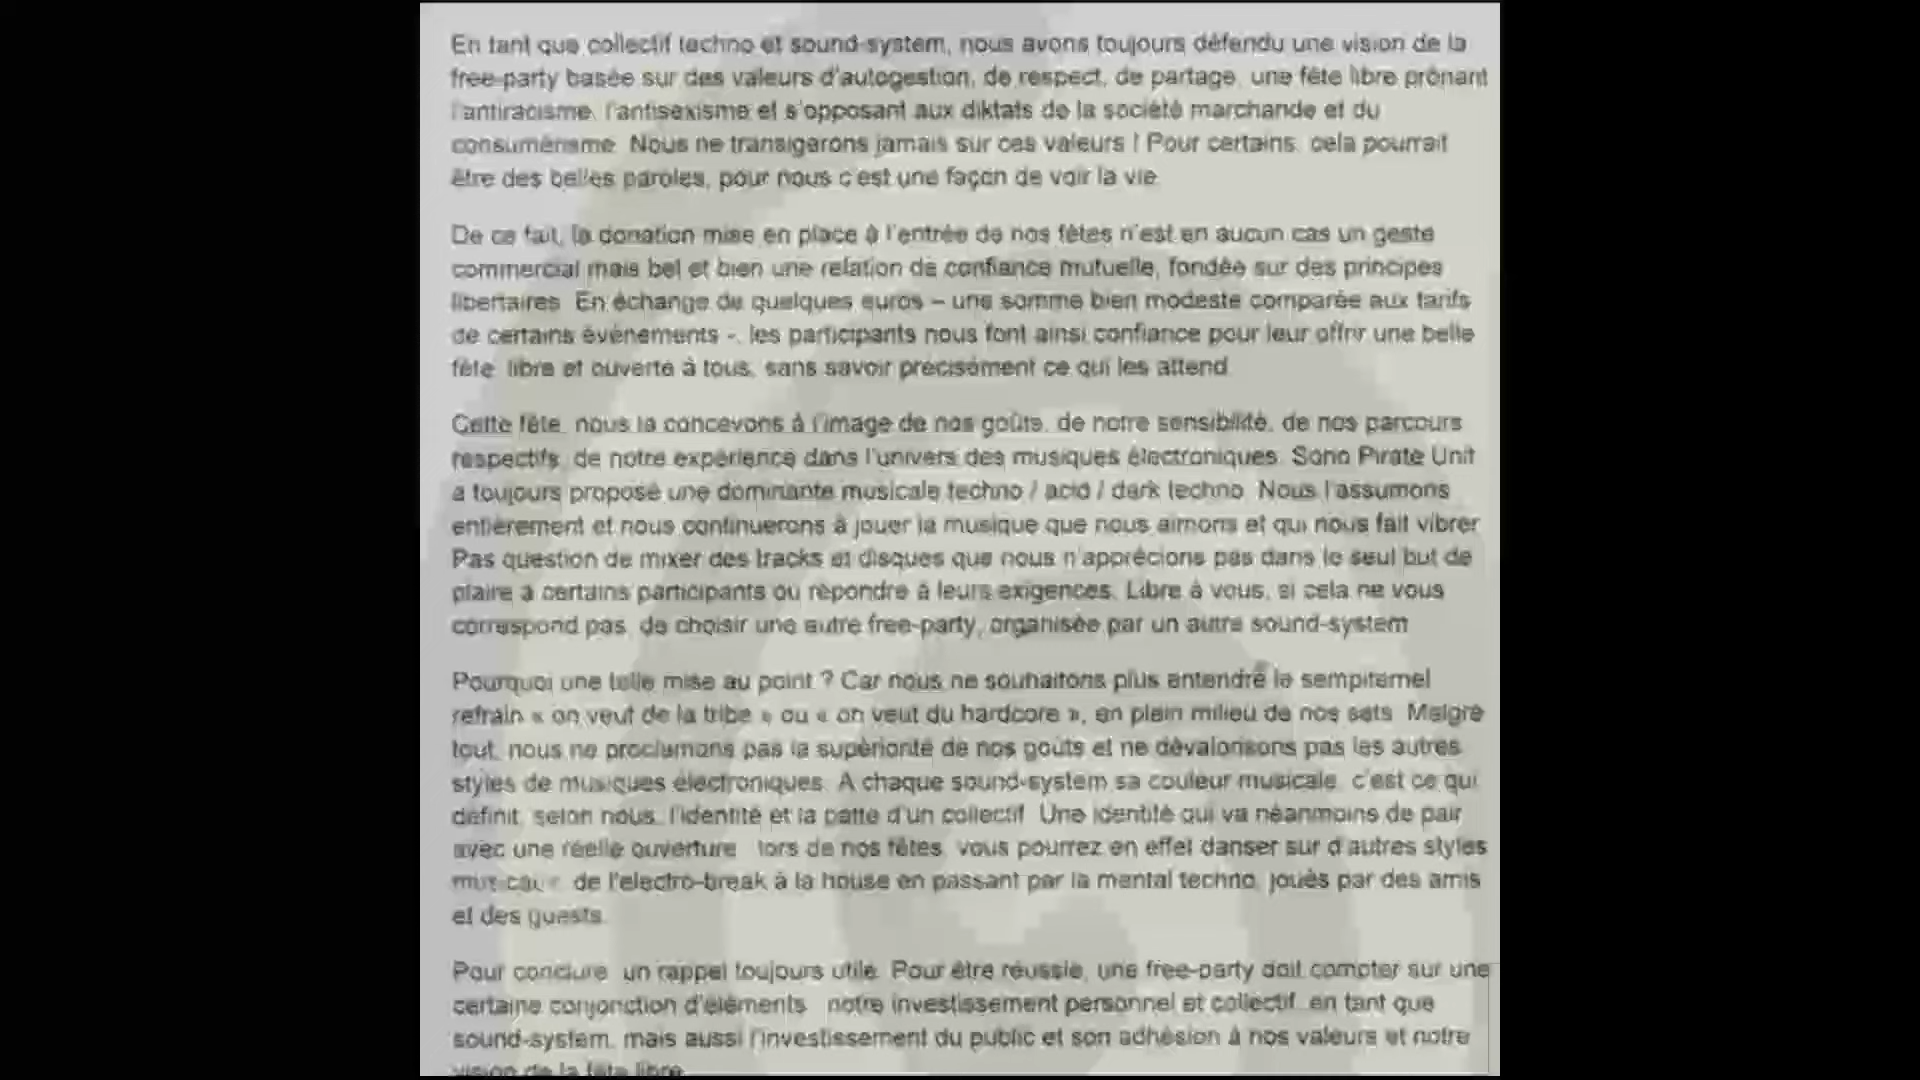 En tant que collectif techno et sound-system, nous avons toujours défendu une vision de la
free-party basée sur des valeurs d'autogestion, de respect, de partage, une fête libre prônant
l'antiracisme, l'antisexisme et s'opposant aux diktats de la société marchande et du
consumérisme. Nous ne transigerons jamais sur ces valeurs ! Pour certains, cela pourrait
être des belles paroles, pour nous c'est une façon de voir la vie.
De ce fait, la donation mise en place à l'entrée de nos fêtes n'est en aucun cas un geste
commercial mais bel et bien une relation de confiance mutuelle, fondée sur des principes
libertaires. En échange de quelques euros – une somme bien modeste comparée aux tarifs
de certains événements -, les participants nous font ainsi confiance pour leur offrir une belle
fête, libre et ouverte à tous, sans savoir précisément ce qui les attend.
Cette fête, nous la concevons à l'image de nos goûts, de notre sensibilité, de nos parcours
respectifs, de notre expérience dans l'univers des musiques électroniques. Sono Pirate Unit
a toujours proposé une dominante musicale techno / acid / dark techno. Nous l'assumons
entièrement et nous continuerons à jouer la musique que nous aimons et qui nous fait vibrer.
Pas question de mixer des tracks et disques que nous n'apprécions pas dans le seul but de
plaire à certains participants ou répondre à leurs exigences. Libre à vous, si cela ne vous
correspond pas, de choisir une autre free-party, organisée par un autre sound-system.
Pourquoi une telle mise au point ? Car nous ne souhaitons plus entendre le sempiternel
refrain « on veut de la tribe » ou « on veut du hardcore », en plein milieu de nos sets. Malgré
tout, nous ne proclamons pas la supériorité de nos goûts et ne dévalorisons pas les autres
styles de musiques électroniques. A chaque sound-system sa couleur musicale, c'est ce qui
définit, selon nous, l'identité et la patte d'un collectif. Une identité qui va néanmoins de pair
avec une réelle ouverture : lors de nos fêtes, vous pourrez en effet danser sur d'autres styles
musicaux, de l'electro-break à la house en passant par la mental techno, joués par des amis
et des guests.
Pour conclure, un rappel toujours utile. Pour être réussie, une free-party doit compter sur une
certaine conjonction d'éléments : notre investissement personnel et collectif, en tant que
sound-system, mais aussi l'investissement du public et son adhésion à nos valeurs et notre
vision de la fête libre.